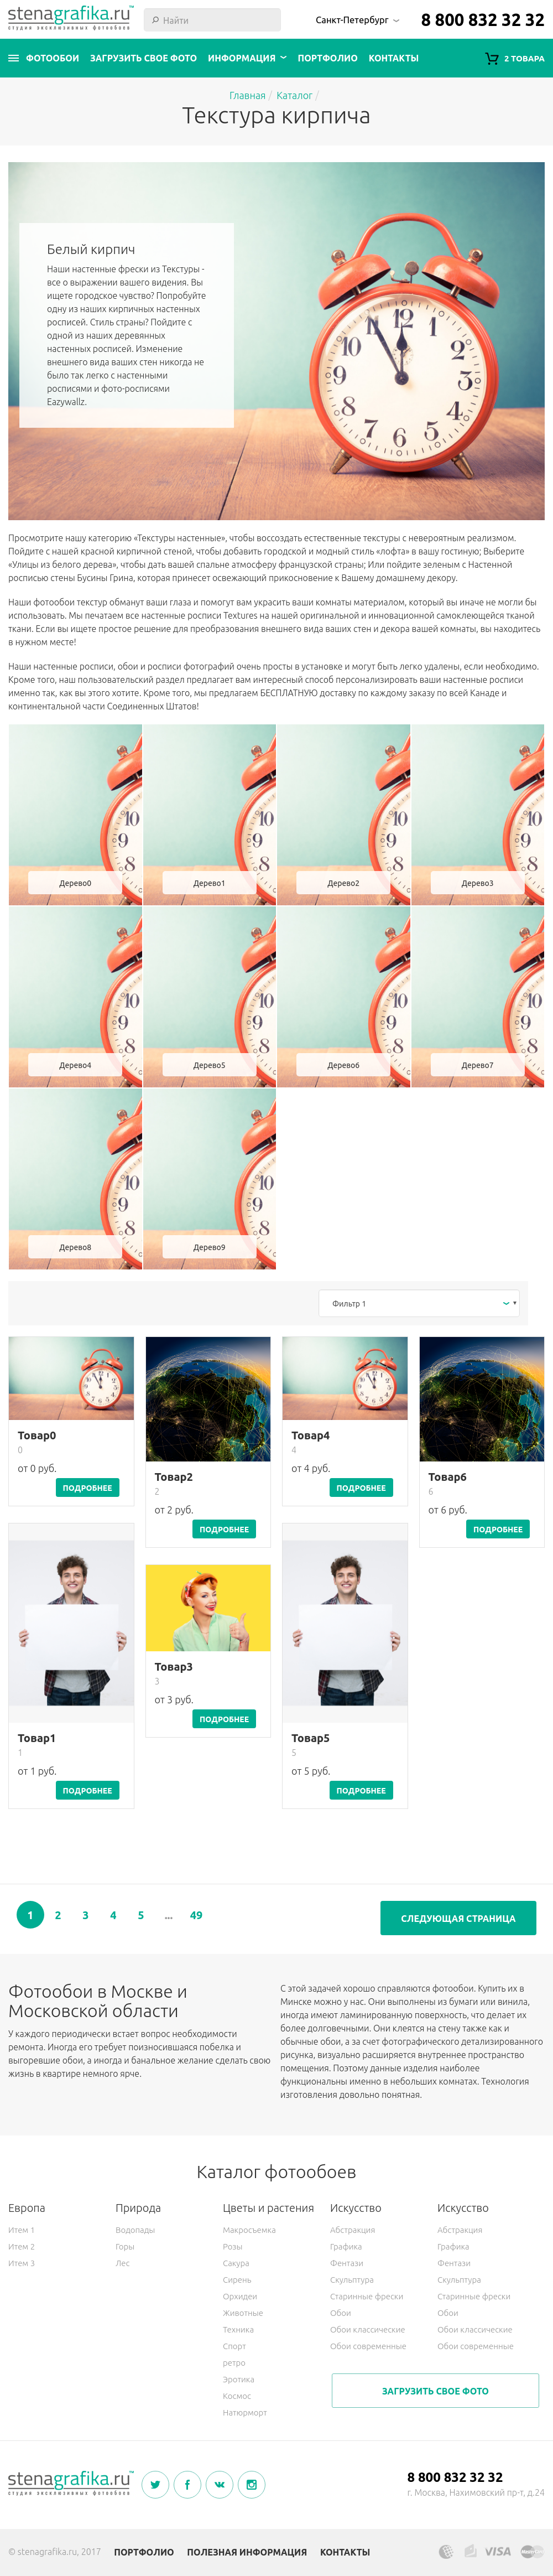 stenagrafika.ru™
студия эксклюзивных фотообоев
Найти
Санкт-Петербург
8 800 832 32 32
ФОТООБОИ ЗАГРУЗИТЬ СВОЕ ФОТО ИНФОРМАЦИЯ ПОРТФОЛИО КОНТАКТЫ
2 ТОВАРА
Главная / Каталог /
Текстура кирпича
Белый кирпич
Наши настенные фрески из Текстуры -
все о выражении вашего видения. Вы
ищете городское чувство? Попробуйте
одну из наших кирпичных настенных
росписей. Стиль страны? Пойдите с
одной из наших деревянных
настенных росписей. Изменение
внешнего вида ваших стен никогда не
было так легко с настенными
росписями и фото-росписями
Eazywallz.
Просмотрите нашу категорию «Текстуры настенные», чтобы воссоздать естественные текстуры с невероятным реализмом.
Пойдите с нашей красной кирпичной стеной, чтобы добавить городской и модный стиль «лофта» в вашу гостиную; Выберите
«Улицы из белого дерева», чтобы дать вашей спальне атмосферу французской страны; Или пойдите зеленым с Настенной
росписью стены Бусины Грина, которая принесет освежающий прикосновение к Вашему домашнему декору.
Наши фотообои текстур обманут ваши глаза и помогут вам украсить ваши комнаты материалом, который вы иначе не могли бы
использовать. Мы печатаем все настенные росписи Textures на нашей оригинальной и инновационной самоклеющейся тканой
ткани. Если вы ищете простое решение для преобразования внешнего вида ваших стен и декора вашей комнаты, вы находитесь
в нужном месте!
Наши настенные росписи, обои и росписи фотографий очень просты в установке и могут быть легко удалены, если необходимо.
Кроме того, наш пользовательский раздел предлагает вам интересный способ персонализировать ваши настенные росписи
именно так, как вы этого хотите. Кроме того, мы предлагаем БЕСПЛАТНУЮ доставку по каждому заказу по всей Канаде и
континентальной части Соединенных Штатов!
Дерево0
Дерево1
Дерево2
Дерево3
Дерево4
Дерево5
Дерево6
Дерево7
Дерево8
Дерево9
Фильтр 1
Товар0
0
от 0 руб.
ПОДРОБНЕЕ
Товар1
1
от 1 руб.
ПОДРОБНЕЕ
Товар2
2
от 2 руб.
ПОДРОБНЕЕ
Товар3
3
от 3 руб.
ПОДРОБНЕЕ
Товар4
4
от 4 руб.
ПОДРОБНЕЕ
Товар5
5
от 5 руб.
ПОДРОБНЕЕ
Товар6
6
от 6 руб.
ПОДРОБНЕЕ
1 2 3 4 5 ... 49
СЛЕДУЮЩАЯ СТРАНИЦА
Фотообои в Москве и
Московской области
У каждого периодически встает вопрос необходимости
ремонта. Иногда его требует поизносившаяся побелка и
выгоревшие обои, а иногда и банальное желание сделать свою
жизнь в квартире немного ярче.
С этой задачей хорошо справляются фотообои. Купить их в
Минске можно у нас. Они выполнены из бумаги или винила,
иногда имеют ламинированную поверхность, что делает их
более долговечными. Они клеятся на стену также как и
обычные обои, а за счет фотографического детализированного
рисунка, визуально расширяется внутреннее пространство
помещения. Поэтому данные изделия наиболее
функциональны именно в небольших комнатах. Технология
изготовления довольно понятная.
Каталог фотообоев
Европа
Итем 1
Итем 2
Итем 3
Природа
Водопады
Горы
Лес
Цветы и растения
Макросъемка
Розы
Сакура
Сирень
Орхидеи
Животные
Техника
Спорт
ретро
Эротика
Космос
Натюрморт
Искусство
Абстракция
Графика
Фентази
Скульптура
Старинные фрески
Обои
Обои классические
Обои современные
Искусство
Абстракция
Графика
Фентази
Скульптура
Старинные фрески
Обои
Обои классические
Обои современные
ЗАГРУЗИТЬ СВОЕ ФОТО
stenagrafika.ru™
студия эксклюзивных фотообоев
8 800 832 32 32
г. Москва, Нахимовский пр-т, д.24
© stenagrafika.ru, 2017 ПОРТФОЛИО ПОЛЕЗНАЯ ИНФОРМАЦИЯ КОНТАКТЫ
VISA